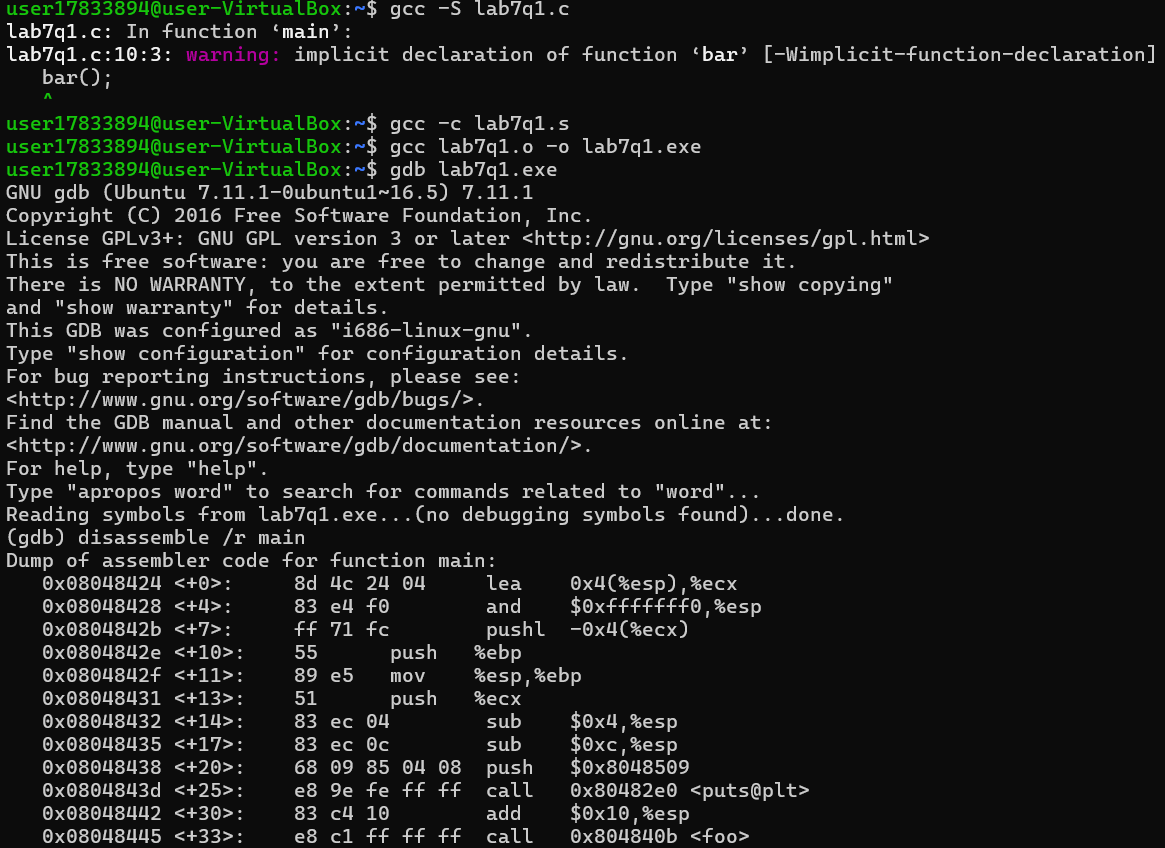 user17833894@user-VirtualBox:~$ gcc -S lab7q1.c
lab7q1.c: In function ‘main’:
lab7q1.c:10:3: warning: implicit declaration of function ‘bar’ [-Wimplicit-function-declaration]
   bar();
   ^
user17833894@user-VirtualBox:~$ gcc -c lab7q1.s
user17833894@user-VirtualBox:~$ gcc lab7q1.o -o lab7q1.exe
user17833894@user-VirtualBox:~$ gdb lab7q1.exe
GNU gdb (Ubuntu 7.11.1-0ubuntu1~16.5) 7.11.1
Copyright (C) 2016 Free Software Foundation, Inc.
License GPLv3+: GNU GPL version 3 or later <http://gnu.org/licenses/gpl.html>
This is free software: you are free to change and redistribute it.
There is NO WARRANTY, to the extent permitted by law.  Type "show copying"
and "show warranty" for details.
This GDB was configured as "i686-linux-gnu".
Type "show configuration" for configuration details.
For bug reporting instructions, please see:
<http://www.gnu.org/software/gdb/bugs/>.
Find the GDB manual and other documentation resources online at:
<http://www.gnu.org/software/gdb/documentation/>.
For help, type "help".
Type "apropos word" to search for commands related to "word"...
Reading symbols from lab7q1.exe...(no debugging symbols found)...done.
(gdb) disassemble /r main
Dump of assembler code for function main:
   0x08048424 <+0>:     8d 4c 24 04     lea    0x4(%esp),%ecx
   0x08048428 <+4>:     83 e4 f0        and    $0xfffffff0,%esp
   0x0804842b <+7>:     ff 71 fc        pushl  -0x4(%ecx)
   0x0804842e <+10>:    55      push   %ebp
   0x0804842f <+11>:    89 e5   mov    %esp,%ebp
   0x08048431 <+13>:    51      push   %ecx
   0x08048432 <+14>:    83 ec 04        sub    $0x4,%esp
   0x08048435 <+17>:    83 ec 0c        sub    $0xc,%esp
   0x08048438 <+20>:    68 09 85 04 08  push   $0x8048509
   0x0804843d <+25>:    e8 9e fe ff ff  call   0x80482e0 <puts@plt>
   0x08048442 <+30>:    83 c4 10        add    $0x10,%esp
   0x08048445 <+33>:    e8 c1 ff ff ff  call   0x804840b <foo>